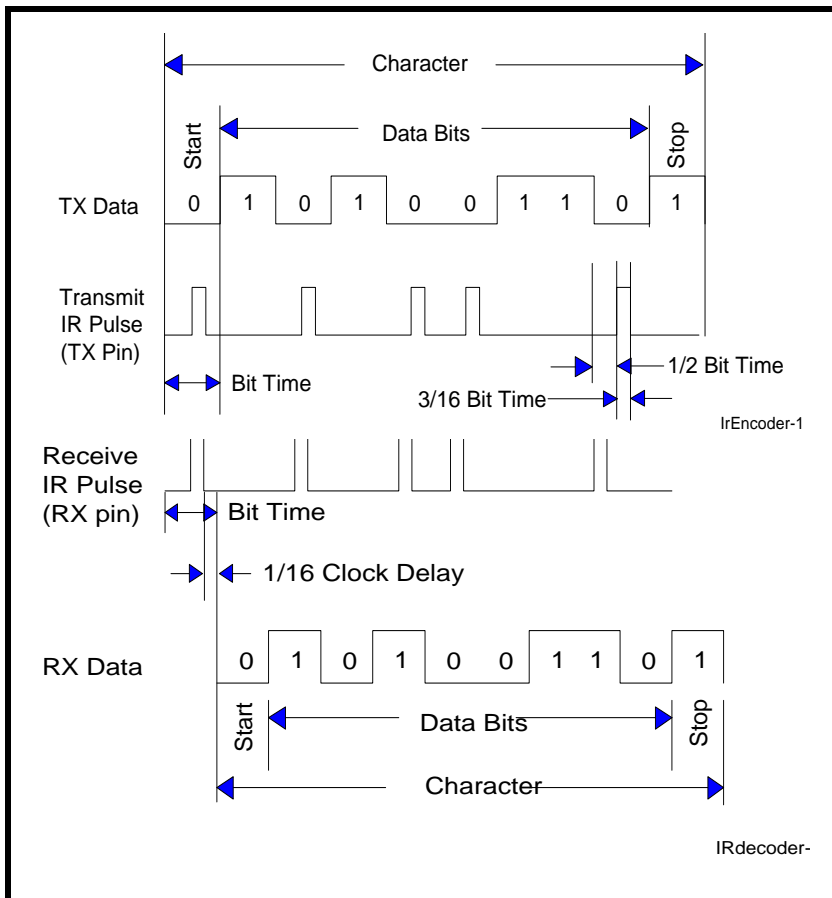 Character
Start
Data Bits
Stop
TX Data
0 1 0 1 0 0 1 1 0 1
Transmit
IR Pulse
(TX Pin)
Bit Time
1/2 Bit Time
3/16 Bit Time
IrEncoder-1
Receive
IR Pulse
(RX pin)
Bit Time
1/16 Clock Delay
RX Data
0 1 0 1 0 0 1 1 0 1
Start
Data Bits
Stop
Character
IRdecoder-